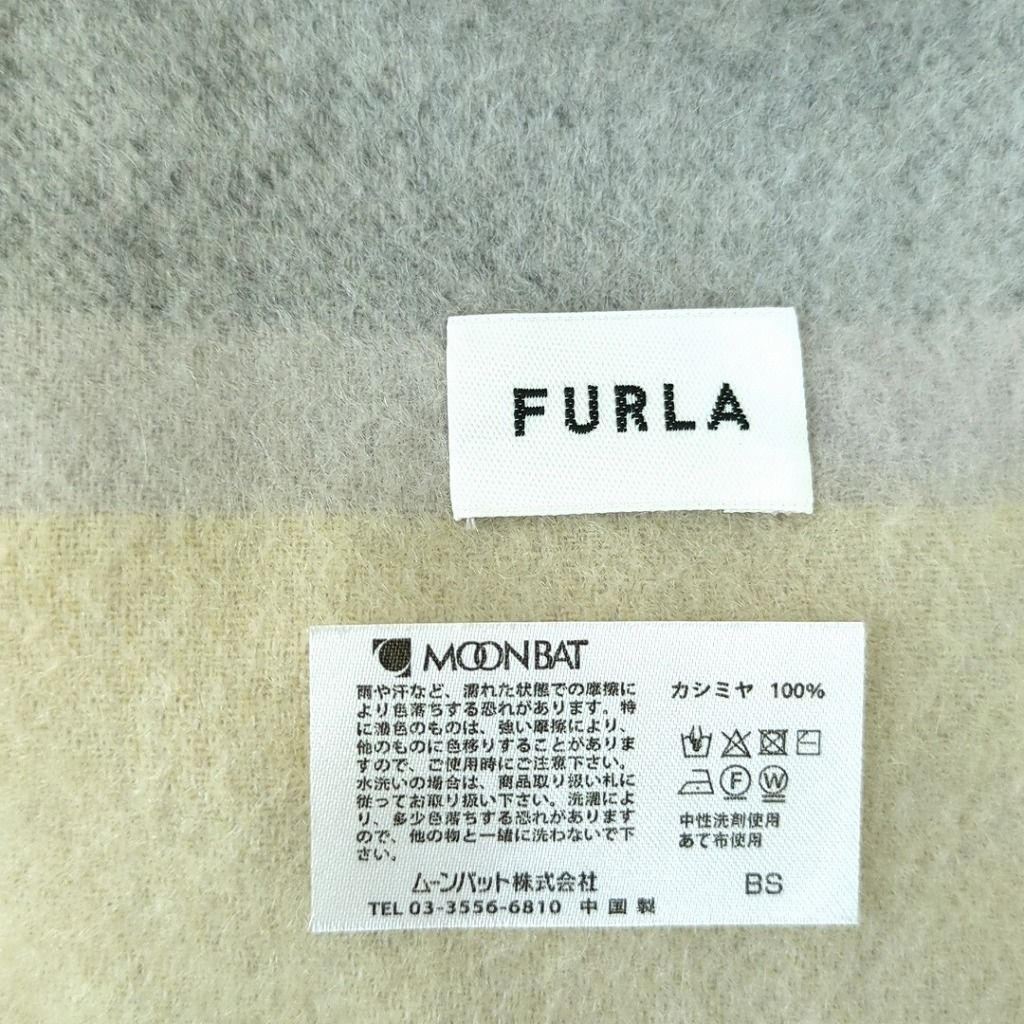 FURLA
MOONBAT
雨や汗など、濡れた状態での摩擦に
より色落ちする恐れがあります。特
に濃色のものは、強い摩擦により、
他のものに色移りすることがありま
すので、ご使用時にご注意下さい。
水洗いの場合は、商品取り扱い札に
従ってお取り扱い下さい。洗濯によ
り、多少色落ちする恐れがあります
ので、他の物と一緒に洗わないで下
さい。
カシミヤ 100%
F W
中性洗剤使用
あて布使用
ムーンバット株式会社
BS
TEL 03-3556-6810 中国製